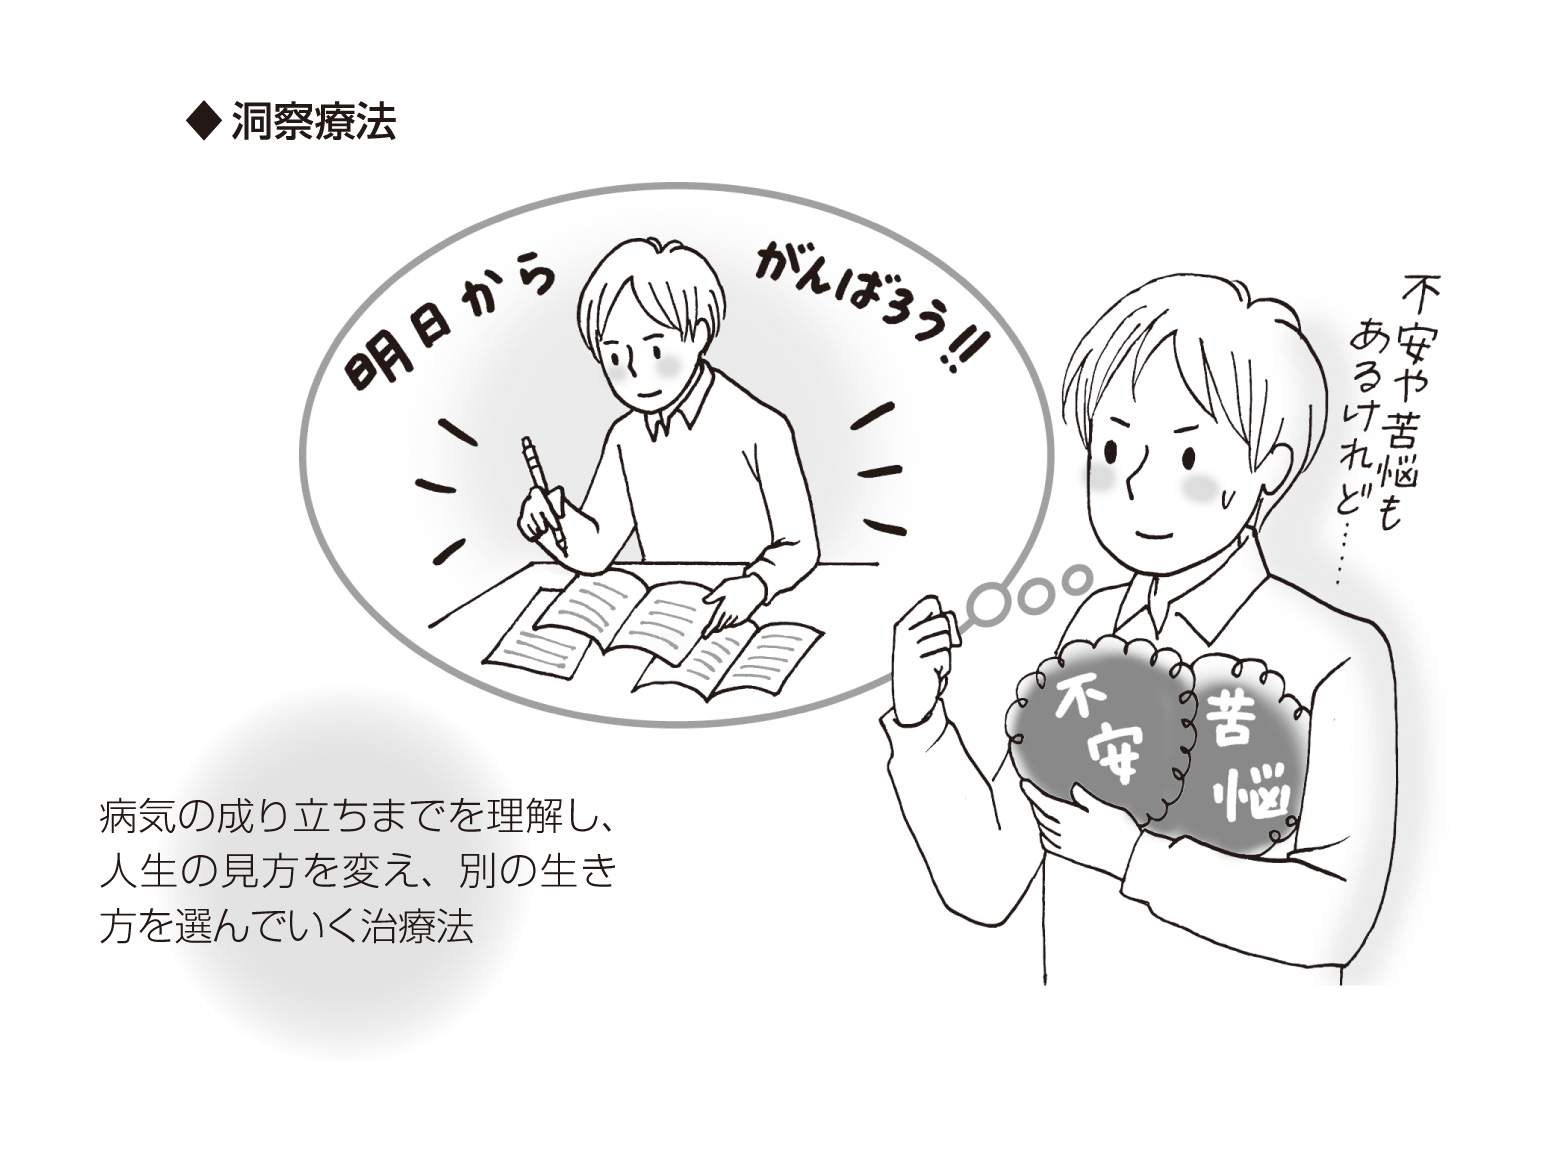 ◆洞察療法
明日から
がんばろう!!
不安や苦悩も
あるけれど……
不安
苦悩
病気の成り立ちまでを理解し、
人生の見方を変え、別の生き
方を選んでいく治療法